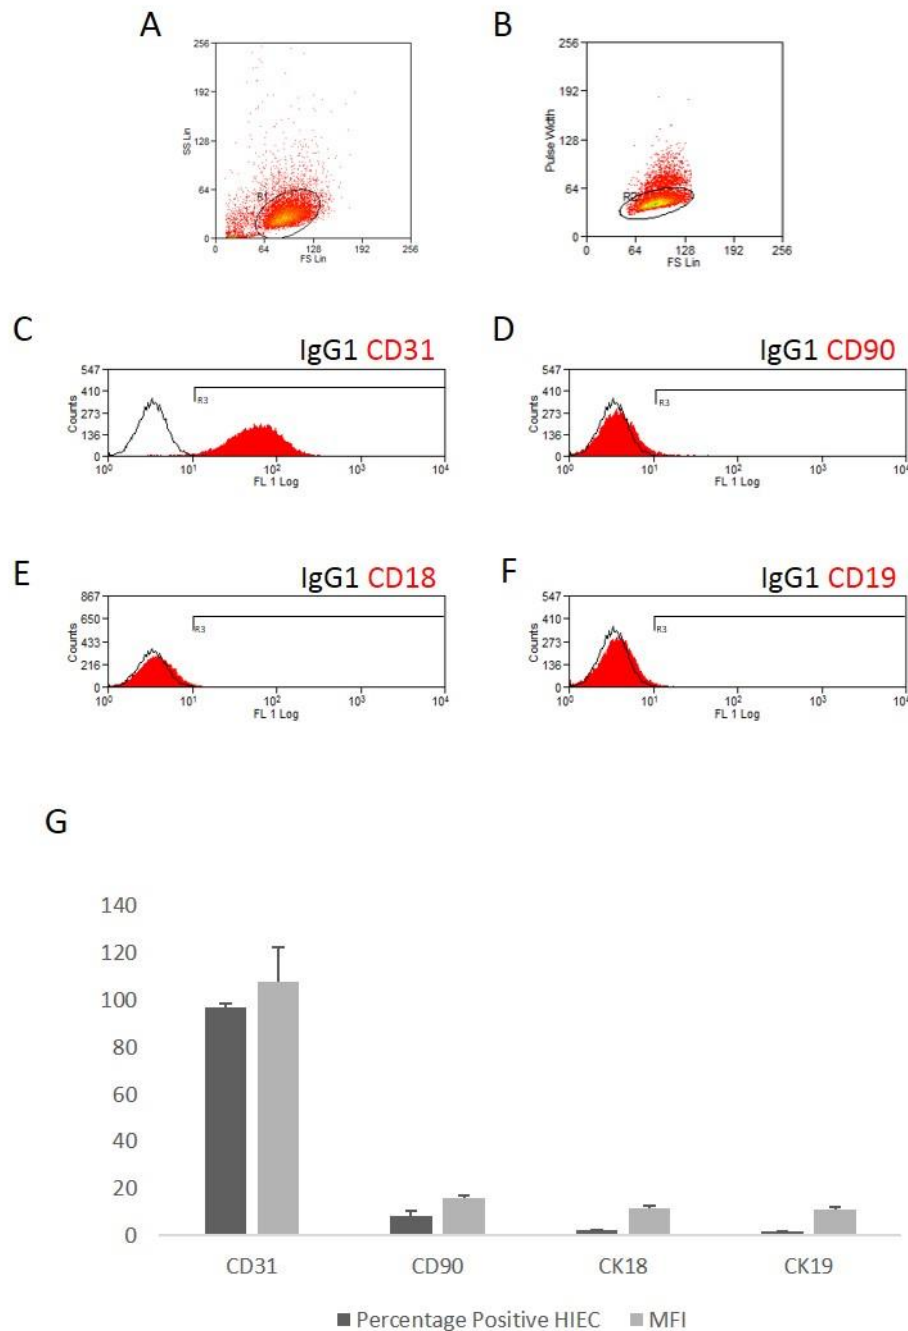 A
B
256
192
128
64
0
SS Lin
R1
0 64 128 192 256
FS Lin
256
192
128
64
0
Pulse Width
R2
0 64 128 192 256
FS Lin
C
IgG1 CD31
547
410
273
136
0
Counts
R3
10⁰ 10¹ 10² 10³ 10⁴
FL 1 Log
D
IgG1 CD90
547
410
273
136
0
Counts
R3
10⁰ 10¹ 10² 10³ 10⁴
FL 1 Log
E
IgG1 CD18
867
650
433
216
0
Counts
R3
10⁰ 10¹ 10² 10³ 10⁴
FL 1 Log
F
IgG1 CD19
547
410
273
136
0
Counts
R3
10⁰ 10¹ 10² 10³ 10⁴
FL 1 Log
G
140
120
100
80
60
40
20
0
CD31 CD90 CK18 CK19
Percentage Positive HIEC MFI